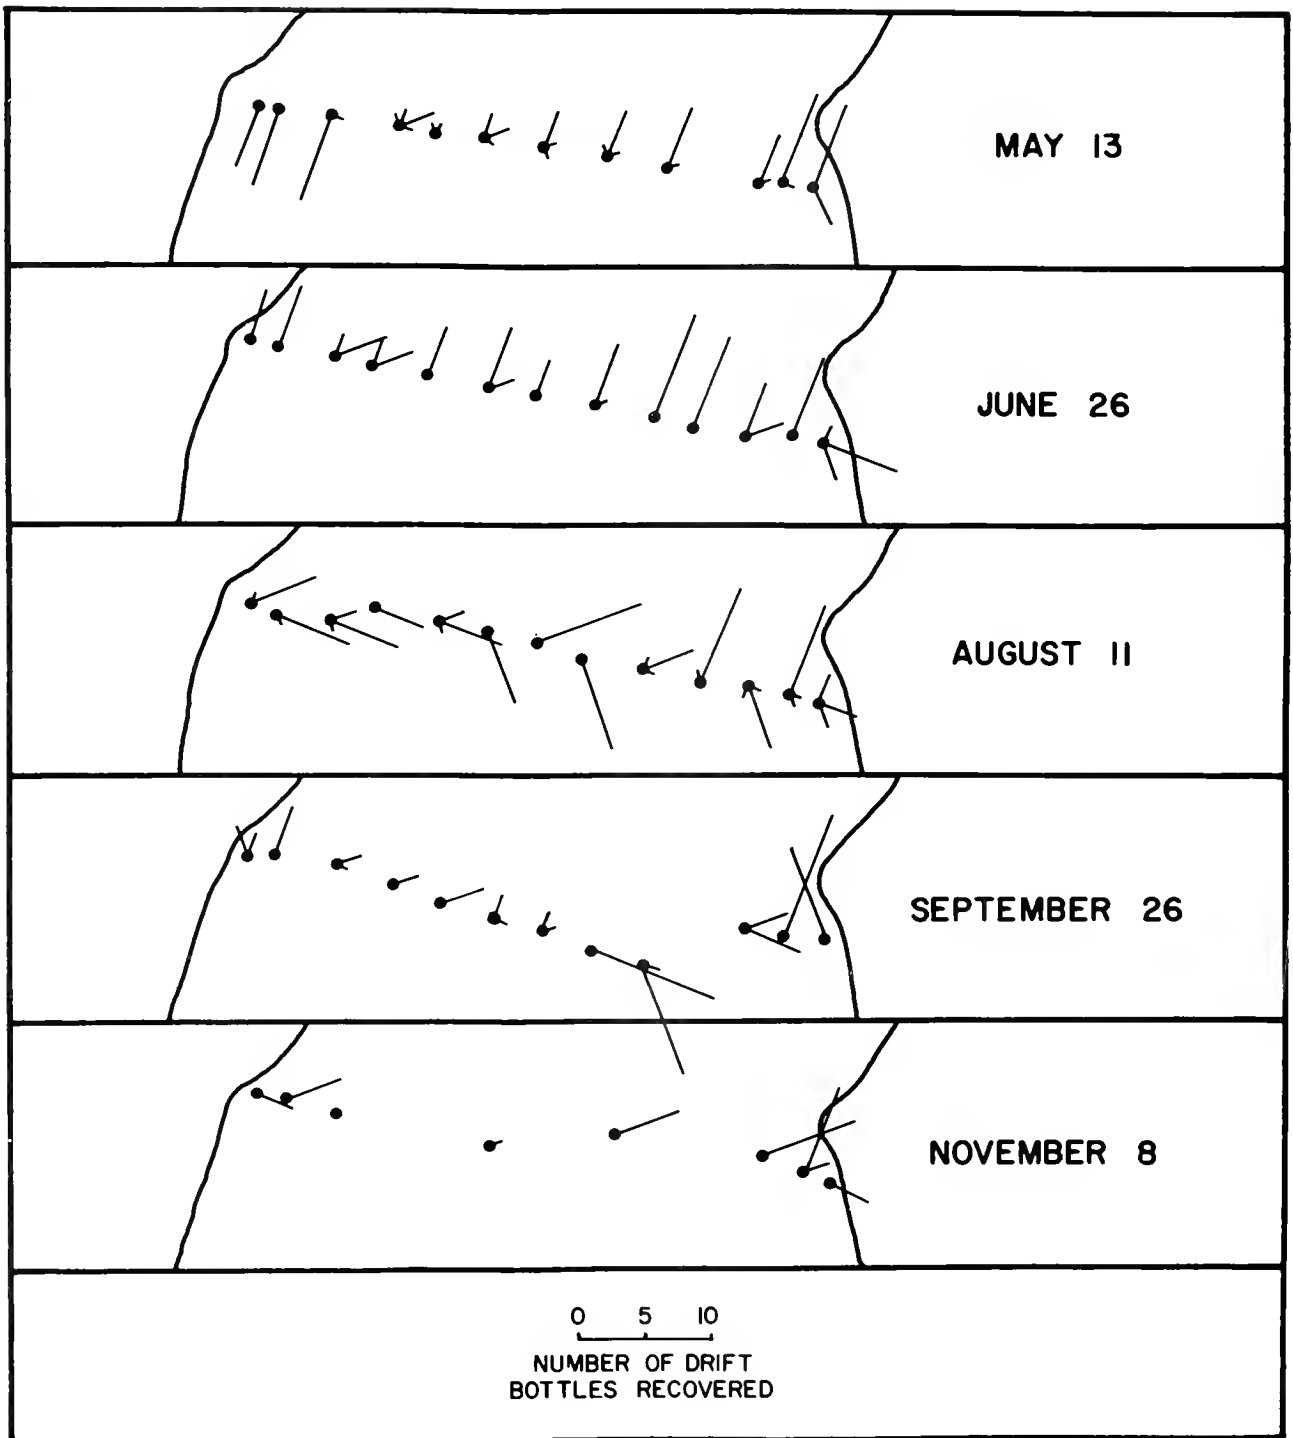 MAY 13
JUNE 26
AUGUST 11
SEPTEMBER 26
NOVEMBER 8
0 5 10
NUMBER OF DRIFT
BOTTLES RECOVERED